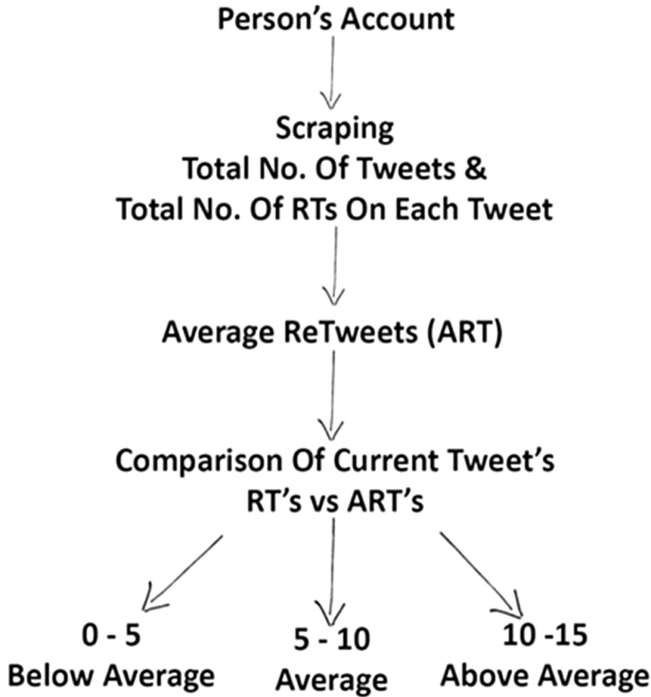 Person's Account
Scraping
Total No. Of Tweets &
Total No. Of RTs On Each Tweet
Average ReTweets (ART)
Comparison Of Current Tweet's
RT's vs ART's
0 - 5
Below Average
5 - 10
Average
10 -15
Above Average